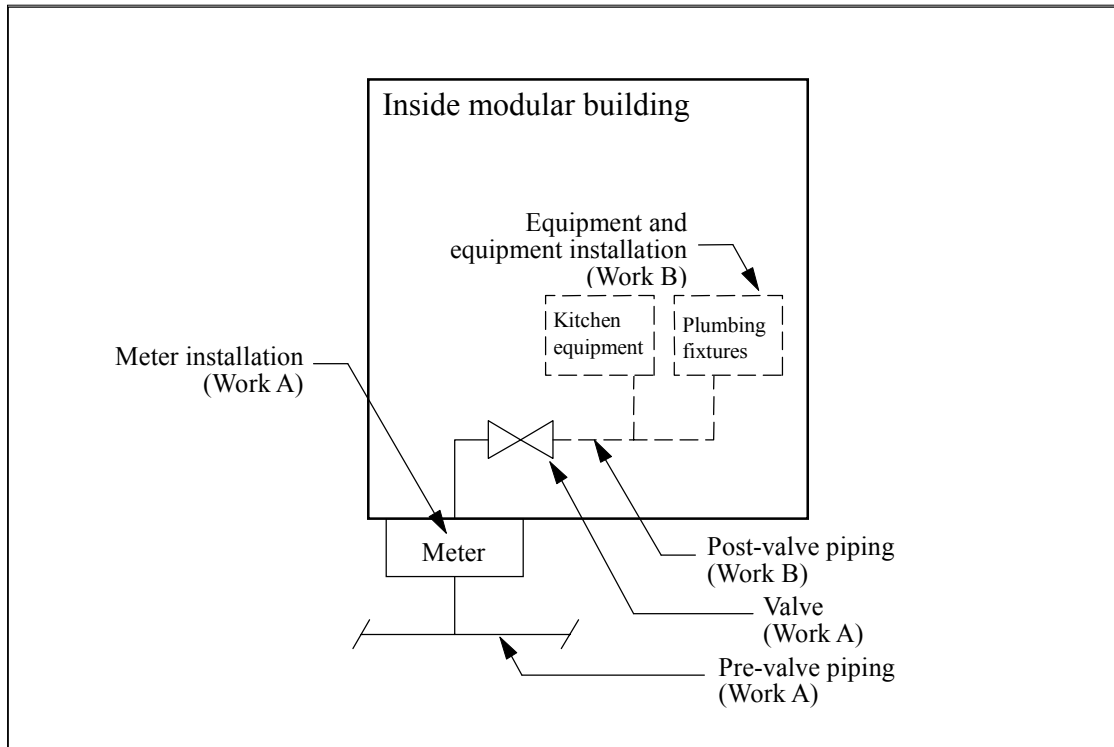 Inside modular building
Equipment and
equipment installation
(Work B)
Kitchen
equipment
Plumbing
fixtures
Meter installation
(Work A)
Meter
Post-valve piping
(Work B)
Valve
(Work A)
Pre-valve piping
(Work A)